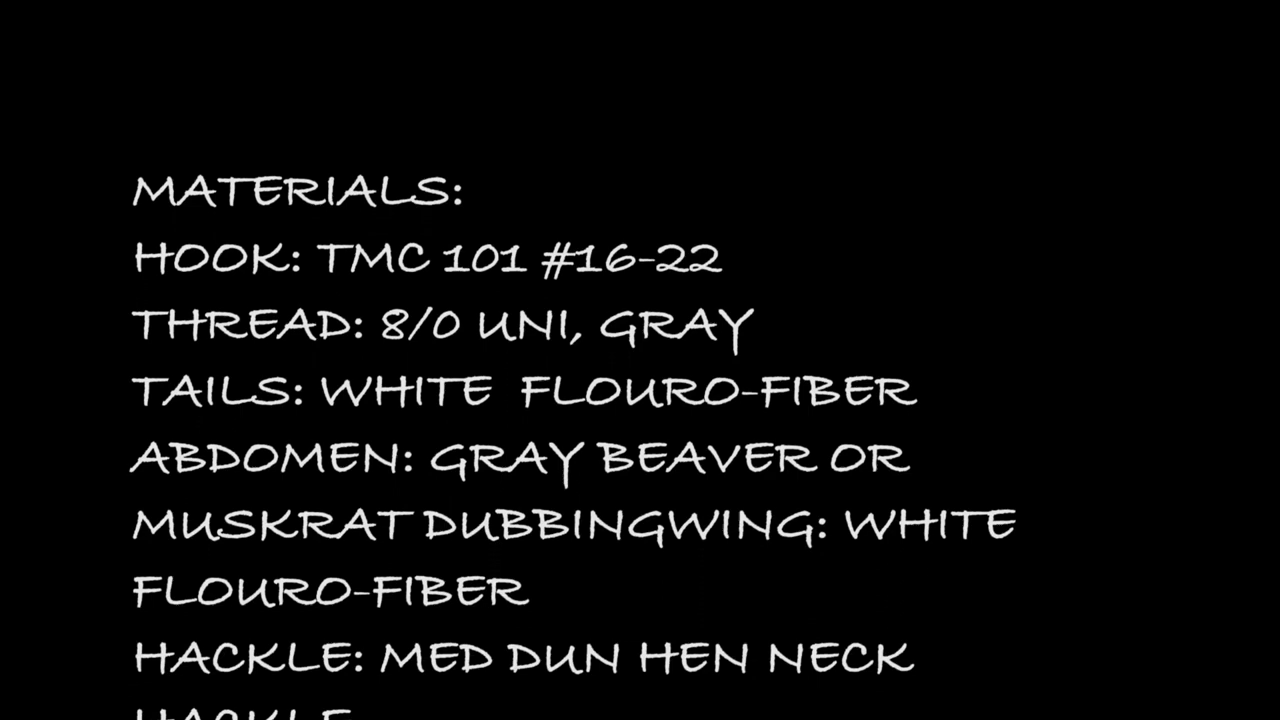 MATERIALS:
HOOK: TMC 101 #16-22
THREAD: 8/0 UNI, GRAY
TAILS: WHITE FLOURO-FIBER
ABDOMEN: GRAY BEAVER OR
MUSKRAT DUBBINGWING: WHITE
FLOURO-FIBER
HACKLE: MED DUN HEN NECK
HACKLE